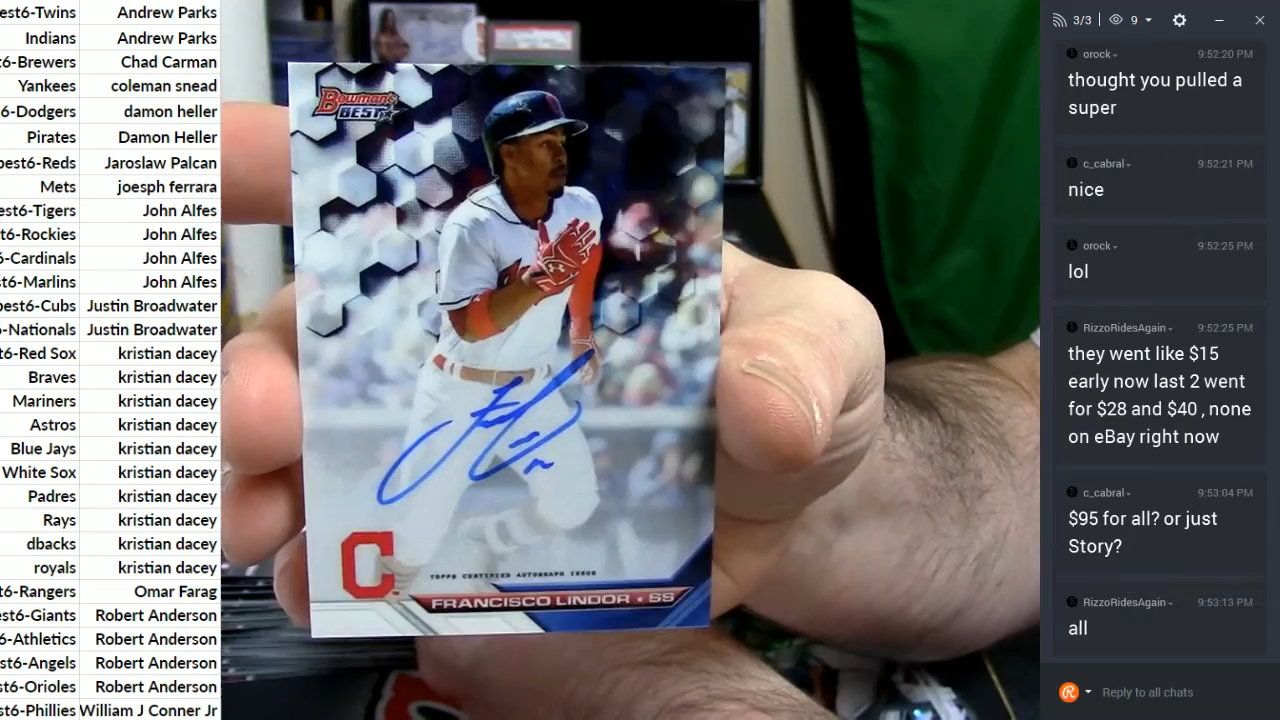 est6-Twins Andrew Parks
Indians Andrew Parks
6-Brewers Chad Carman
Yankees coleman snead
6-Dodgers damon heller
Pirates Damon Heller
best6-Reds Jaroslaw Palcan
Mets joesph ferrara
est6-Tigers John Alfes
t6-Rockies John Alfes
6-Cardinals John Alfes
st6-Marlins John Alfes
best6-Cubs Justin Broadwater
-Nationals Justin Broadwater
t6-Red Sox kristian dacey
Braves kristian dacey
Mariners kristian dacey
Astros kristian dacey
Blue Jays kristian dacey
White Sox kristian dacey
Padres kristian dacey
Rays kristian dacey
dbacks kristian dacey
royals kristian dacey
t6-Rangers Omar Farag
est6-Giants Robert Anderson
6-Athletics Robert Anderson
est6-Angels Robert Anderson
st6-Orioles Robert Anderson
st6-Phillies William J Conner Jr
Bowman's
BEST
C
TOPPS CERTIFIED AUTOGRAPH ISSUE
FRANCISCO LINDOR ★ SS
3/3 9
orock 9:52:20 PM
thought you pulled a
super
c_cabral 9:52:21 PM
nice
orock 9:52:25 PM
lol
RizzoRidesAgain 9:52:25 PM
they went like $15
early now last 2 went
for $28 and $40 , none
on eBay right now
c_cabral 9:53:04 PM
$95 for all? or just
Story?
RizzoRidesAgain 9:53:13 PM
all
Reply to all chats